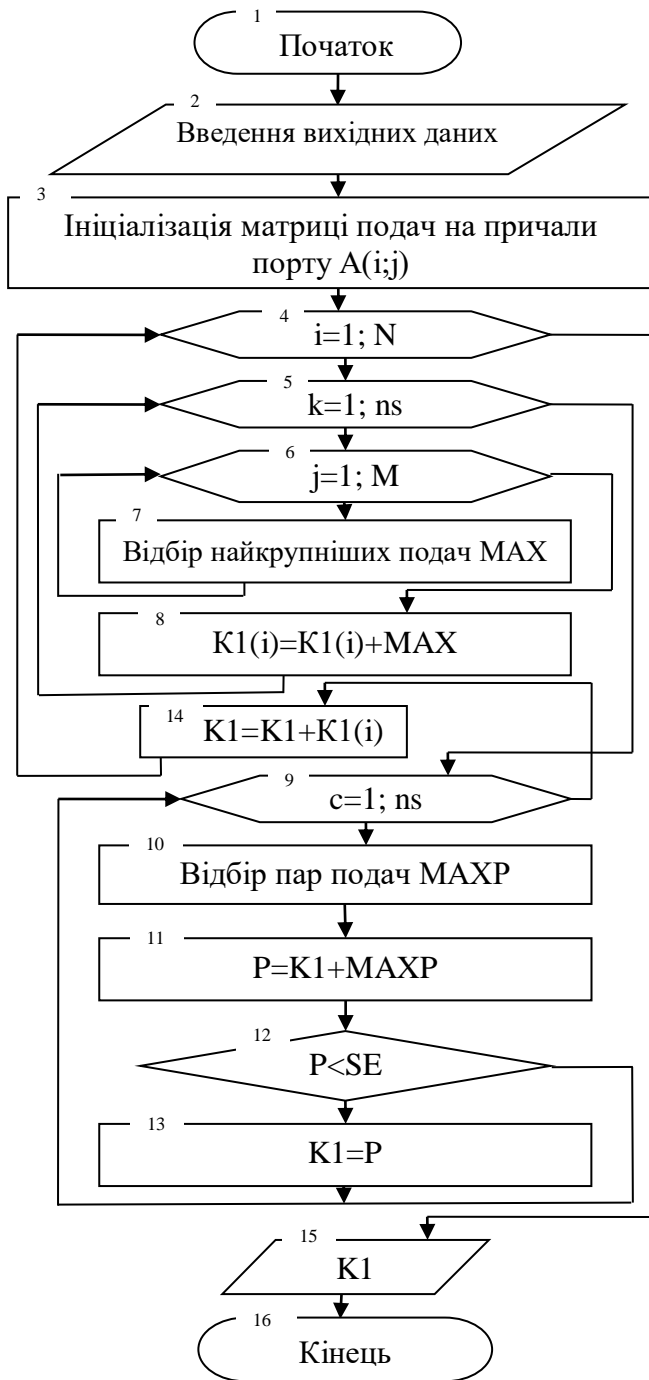 1
Початок
2
Введення вихідних даних
3
Ініціалізація матриці подач на причали
порту A(i;j)
4
i=1; N
5
k=1; ns
6
j=1; M
7
Відбір найкрупніших подач MAX
8
K1(i)=K1(i)+MAX
14
K1=K1+K1(i)
9
c=1; ns
10
Відбір пар подач MAXP
11
P=K1+MAXP
12
P<SE
13
K1=P
15
K1
16
Кінець